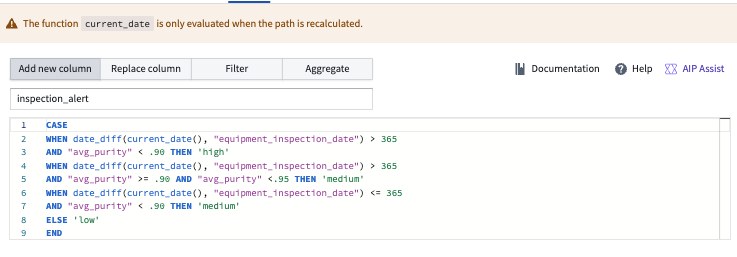 The function current_date is only evaluated when the path is recalculated.
Add new column Replace column Filter Aggregate Documentation Help AIP Assist
inspection_alert
1 CASE
2 WHEN date_diff(current_date(), "equipment_inspection_date") > 365
3 AND "avg_purity" < .90 THEN 'high'
4 WHEN date_diff(current_date(), "equipment_inspection_date") > 365
5 AND "avg_purity" >= .90 AND "avg_purity" <.95 THEN 'medium'
6 WHEN date_diff(current_date(), "equipment_inspection_date") <= 365
7 AND "avg_purity" < .90 THEN 'medium'
8 ELSE 'low'
9 END